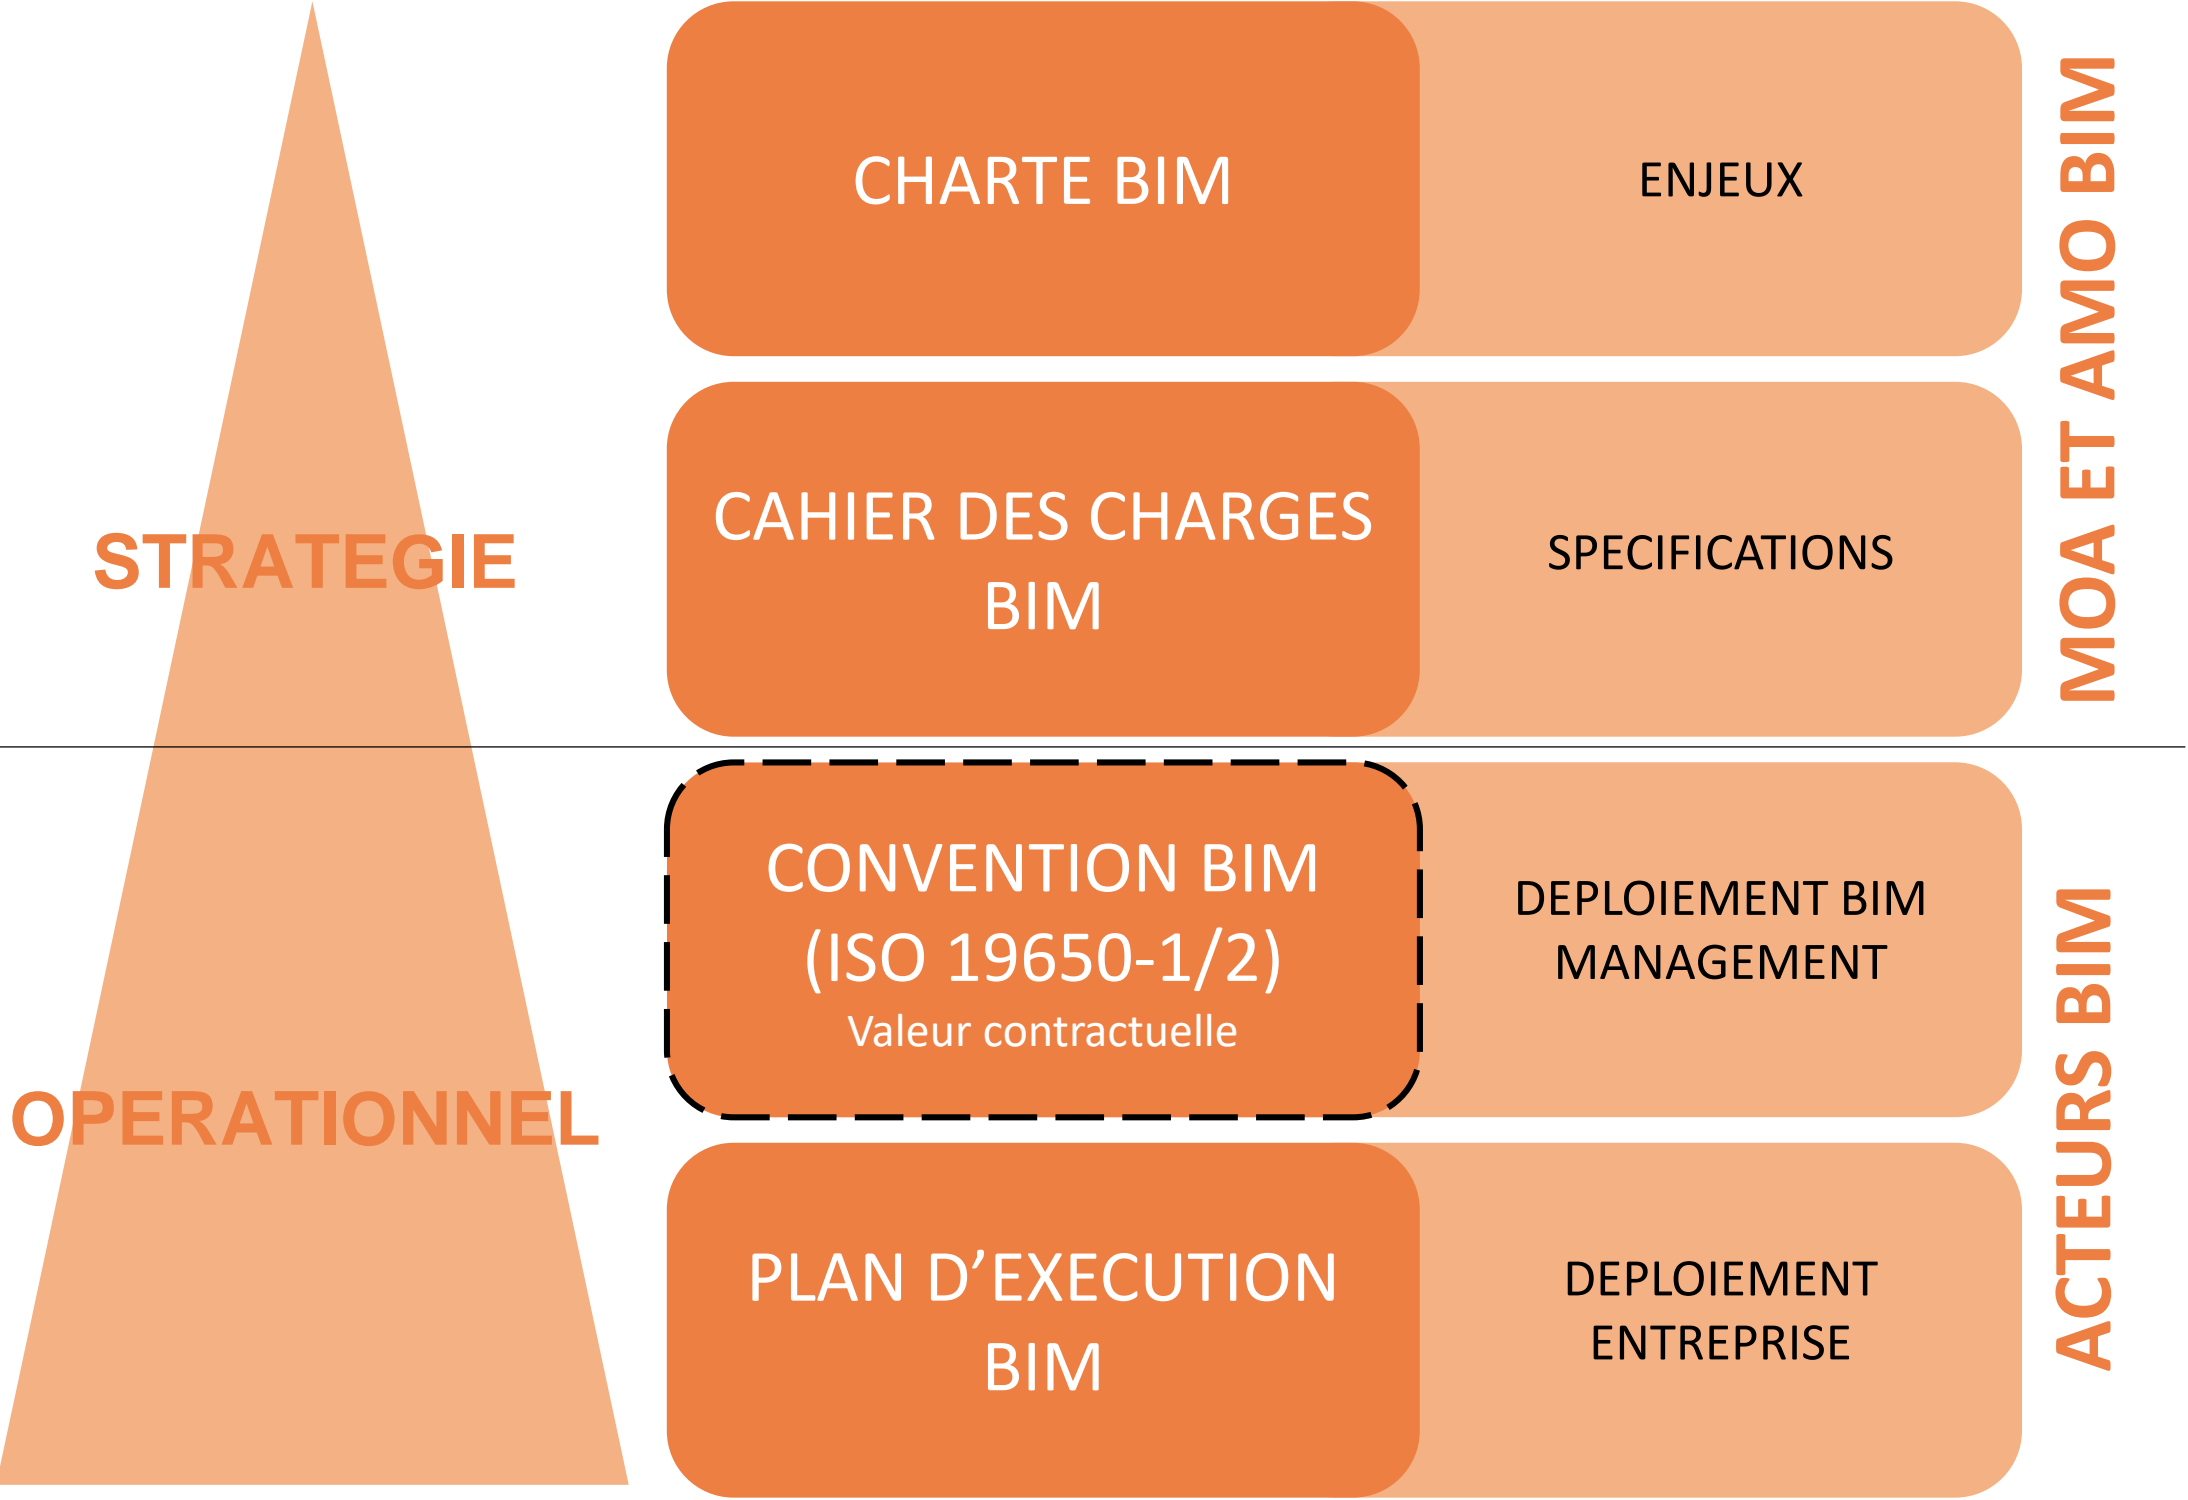 CHARTE BIM
ENJEUX
CAHIER DES CHARGES
BIM
SPECIFICATIONS
STRATEGIE
MOA ET AMO BIM
CONVENTION BIM
(ISO 19650-1/2)
Valeur contractuelle
DEPLOIEMENT BIM
MANAGEMENT
OPERATIONNEL
PLAN D’EXECUTION
BIM
DEPLOIEMENT
ENTREPRISE
ACTEURS BIM